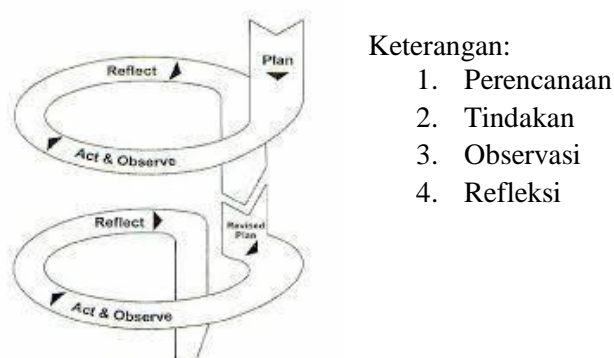 Plan
Reflect
Act & Observe
Revised
Plan
Reflect
Act & Observe
Keterangan:
1. Perencanaan
2. Tindakan
3. Observasi
4. Refleksi